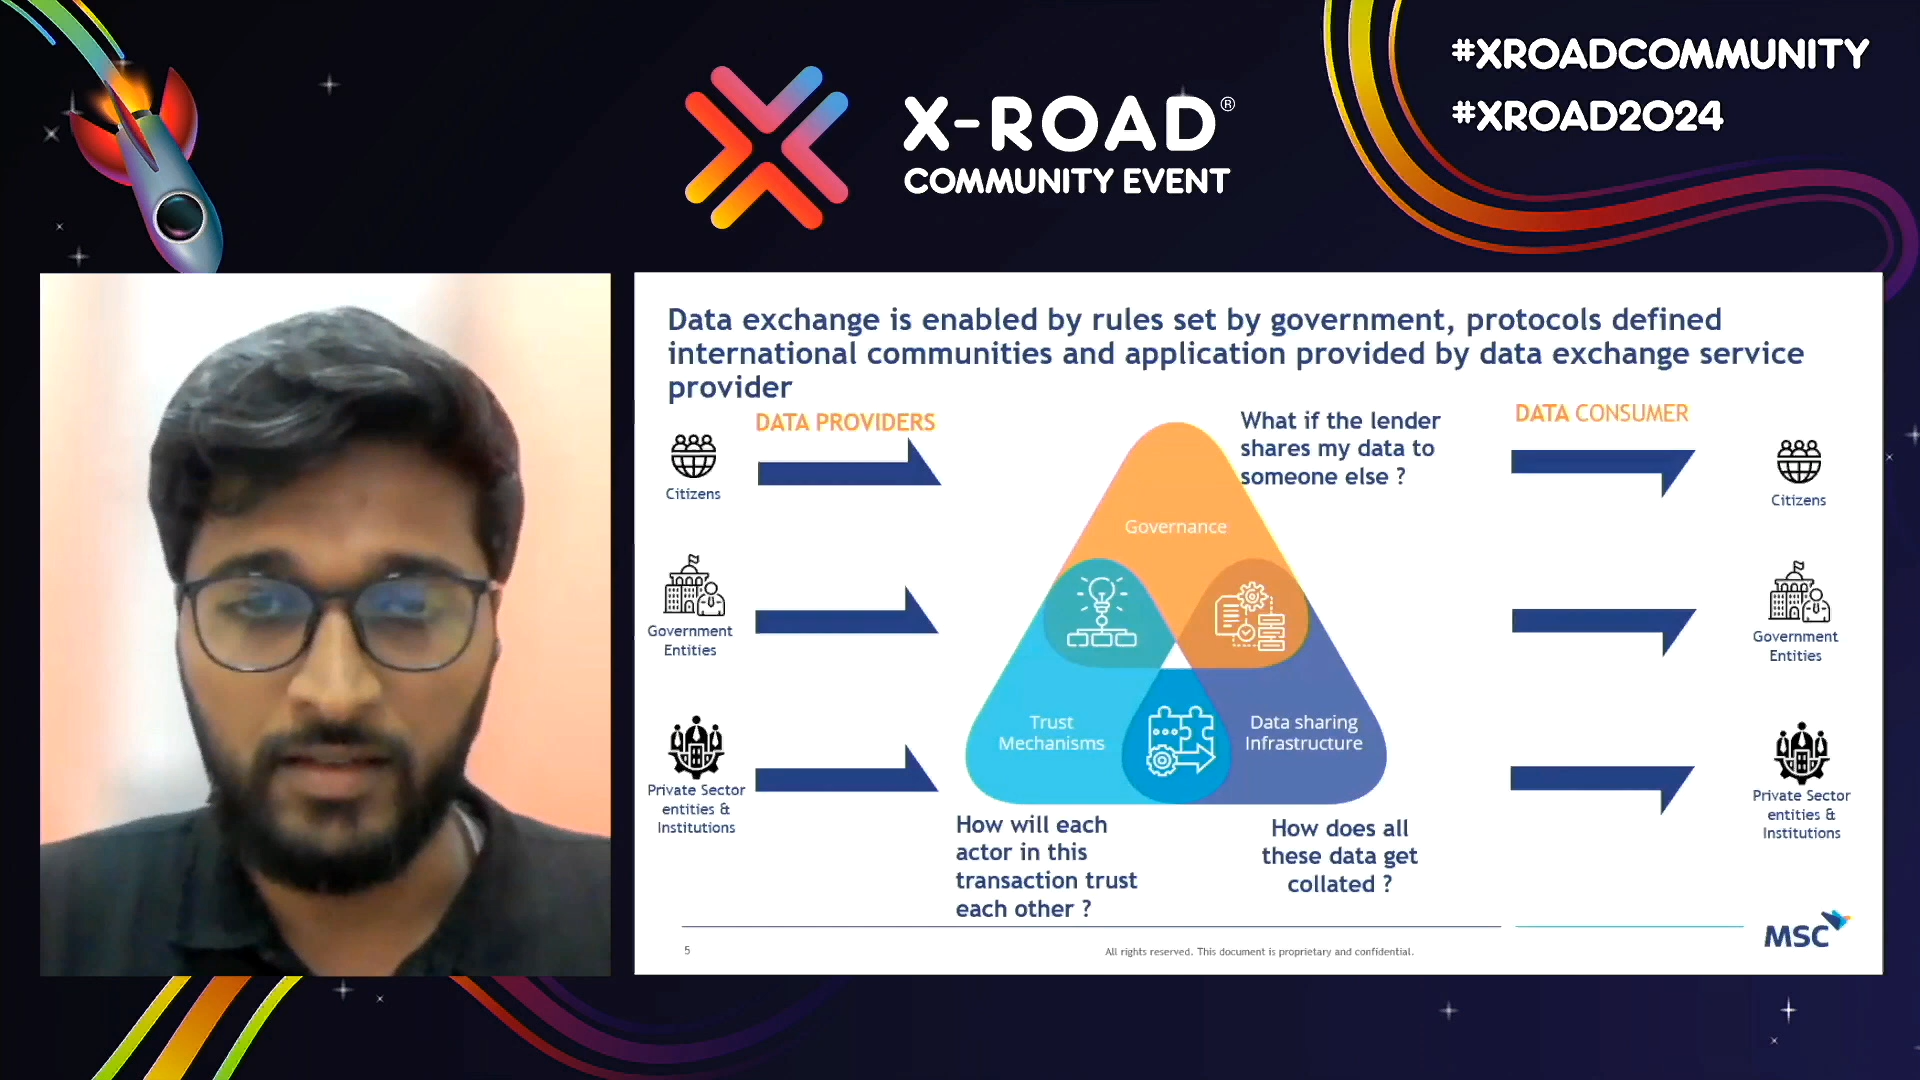 #XROADCOMMUNITY
#XROAD2024
X-ROAD®
COMMUNITY EVENT
Data exchange is enabled by rules set by government, protocols defined
international communities and application provided by data exchange service
provider
DATA PROVIDERS
Citizens
Government
Entities
Private Sector
entities &
Institutions
What if the lender
shares my data to
someone else ?
Governance
Trust
Mechanisms
Data sharing
Infrastructure
How will each
actor in this
transaction trust
each other ?
How does all
these data get
collated ?
DATA CONSUMER
Citizens
Government
Entities
Private Sector
entities &
Institutions
5
All rights reserved. This document is proprietary and confidential.
MSC